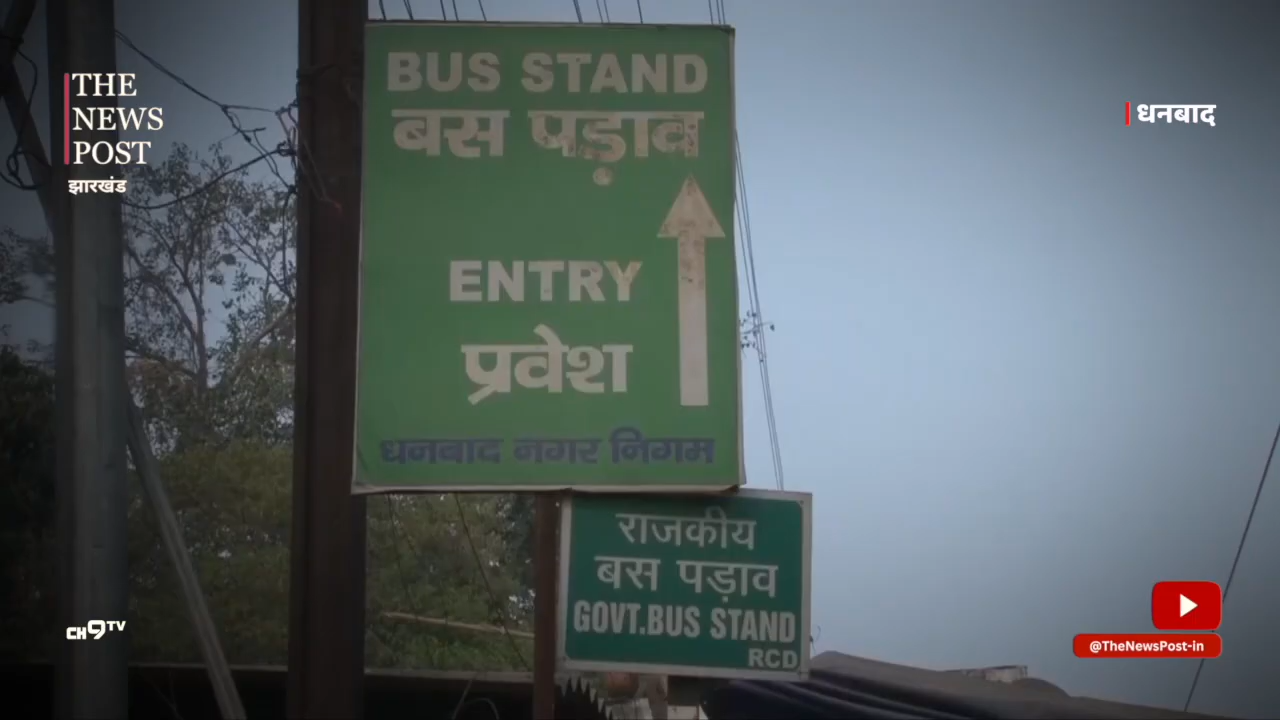 THE
NEWS
POST
झारखंड
धनबाद
BUS STAND
बस पड़ाव
ENTRY
प्रवेश
धनबाद नगर निगम
राजकीय
बस पड़ाव
GOVT.BUS STAND
RCD
CH9TV
@TheNewsPost-in